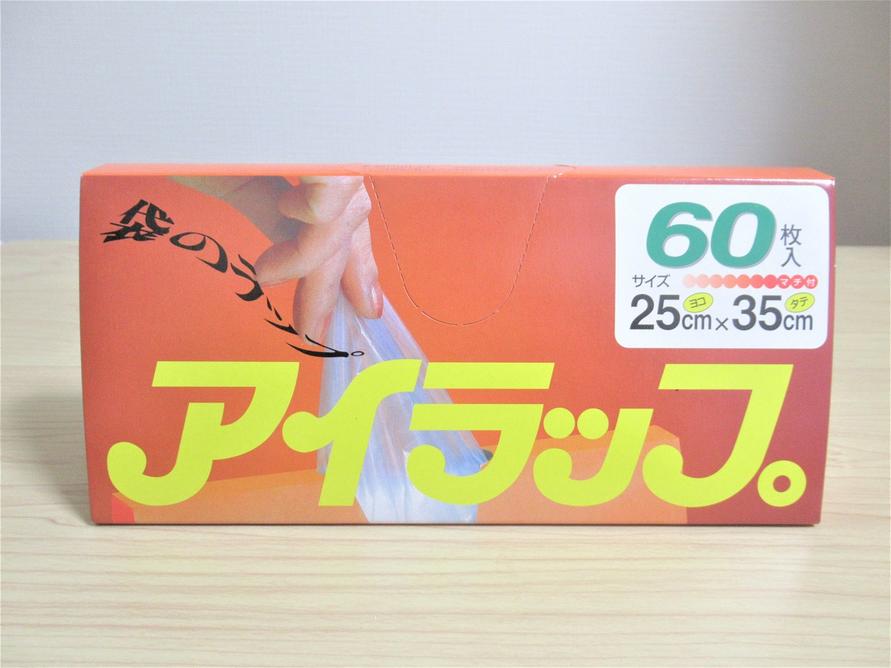 袋のラップ。
60枚入
サイズ マチ付
ヨコ タテ
25cm×35cm
アイラップ。